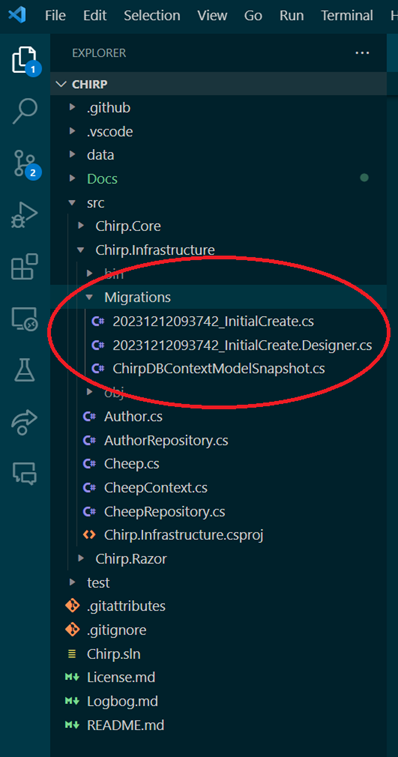 File Edit Selection View Go Run Terminal H
EXPLORER
CHIRP
.github
.vscode
data
Docs
src
Chirp.Core
Chirp.Infrastructure
bin
Migrations
20231212093742_InitialCreate.cs
20231212093742_InitialCreate.Designer.cs
ChirpDBContextModelSnapshot.cs
obj
Author.cs
AuthorRepository.cs
Cheep.cs
CheepContext.cs
CheepRepository.cs
Chirp.Infrastructure.csproj
Chirp.Razor
test
.gitattributes
.gitignore
Chirp.sln
License.md
Logbog.md
README.md
1
2